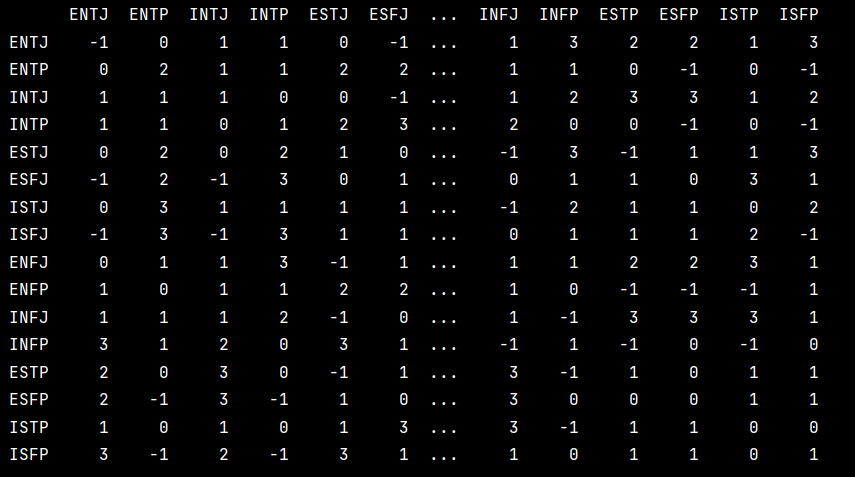 ENTJ ENTP INTJ INTP ESTJ ESFJ ... INFJ INFP ESTP ESFP ISTP ISFP
ENTJ -1 0 1 1 0 -1 ... 1 3 2 2 1 3
ENTP 0 2 1 1 2 2 ... 1 1 0 -1 0 -1
INTJ 1 1 1 0 0 -1 ... 1 2 3 3 1 2
INTP 1 1 0 1 2 3 ... 2 0 0 -1 0 -1
ESTJ 0 2 0 2 1 0 ... -1 3 -1 1 1 3
ESFJ -1 2 -1 3 0 1 ... 0 1 1 0 3 1
ISTJ 0 3 1 1 1 1 ... -1 2 1 1 0 2
ISFJ -1 3 -1 3 1 1 ... 0 1 1 1 2 -1
ENFJ 0 1 1 3 -1 1 ... 1 1 2 2 3 1
ENFP 1 0 1 1 2 2 ... 1 0 -1 -1 -1 1
INFJ 1 1 1 2 -1 0 ... 1 -1 3 3 3 1
INFP 3 1 2 0 3 1 ... -1 1 -1 0 -1 0
ESTP 2 0 3 0 -1 1 ... 3 -1 1 0 1 1
ESFP 2 -1 3 -1 1 0 ... 3 0 0 0 1 1
ISTP 1 0 1 0 1 3 ... 3 -1 1 1 0 0
ISFP 3 -1 2 -1 3 1 ... 1 0 1 1 0 1